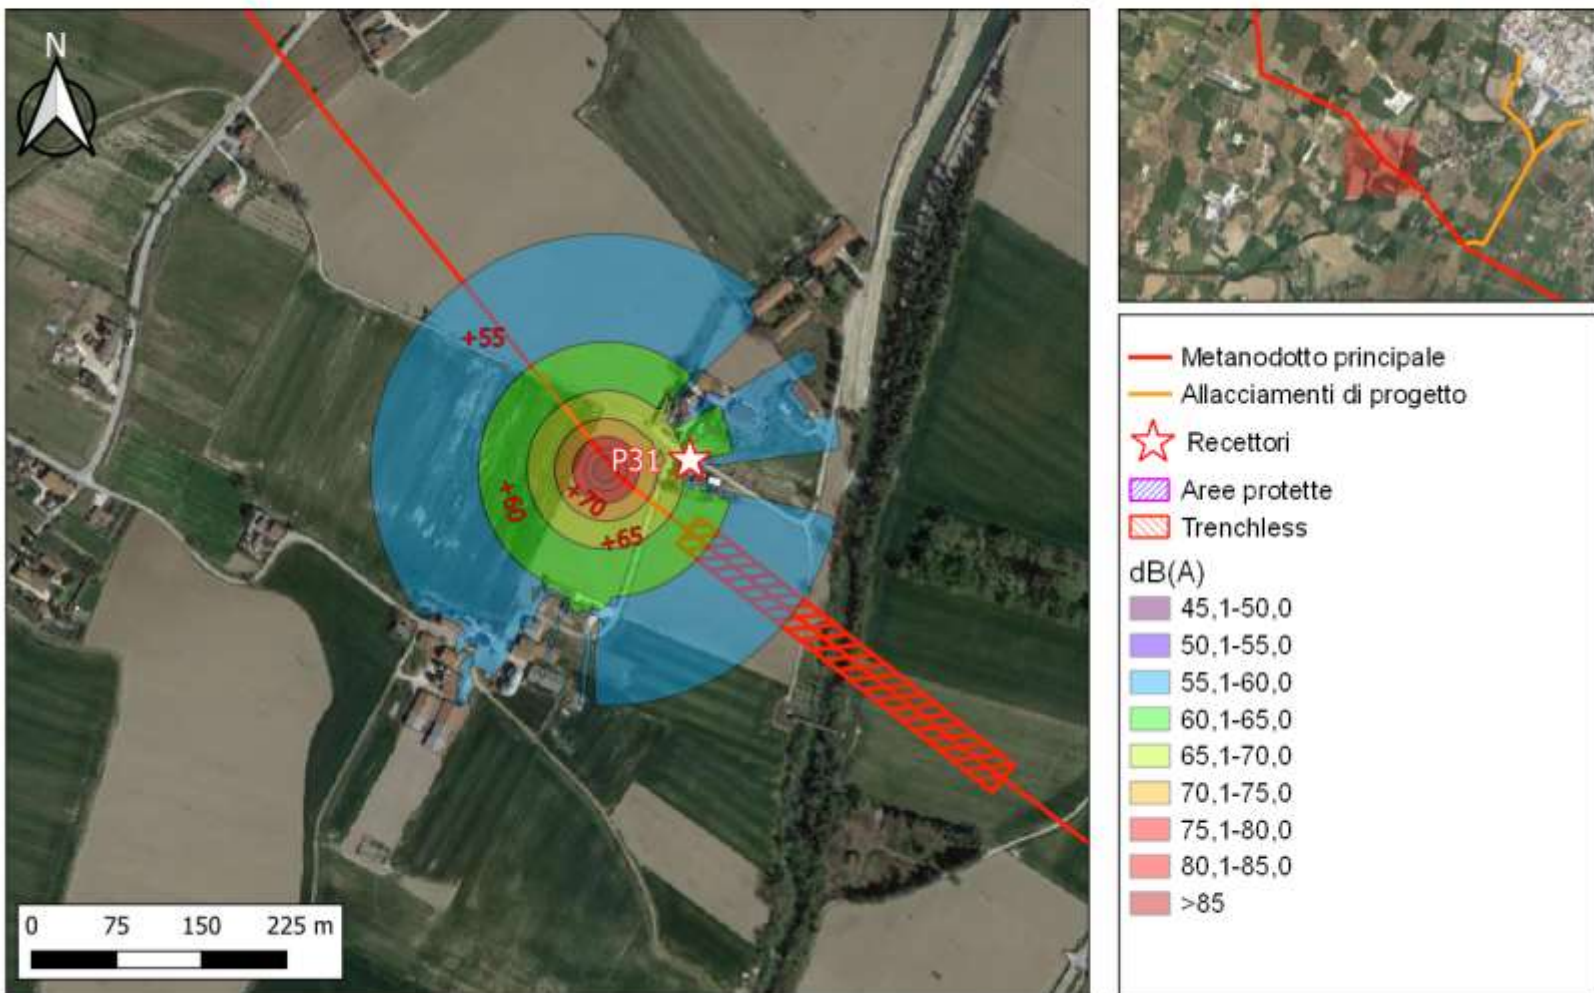 N
+55
P31
+60
+70
+65
0 75 150 225 m
Metanodotto principale
Allacciamenti di progetto
Recettori
Aree protette
Trenchless
dB(A)
45,1-50,0
50,1-55,0
55,1-60,0
60,1-65,0
65,1-70,0
70,1-75,0
75,1-80,0
80,1-85,0
>85